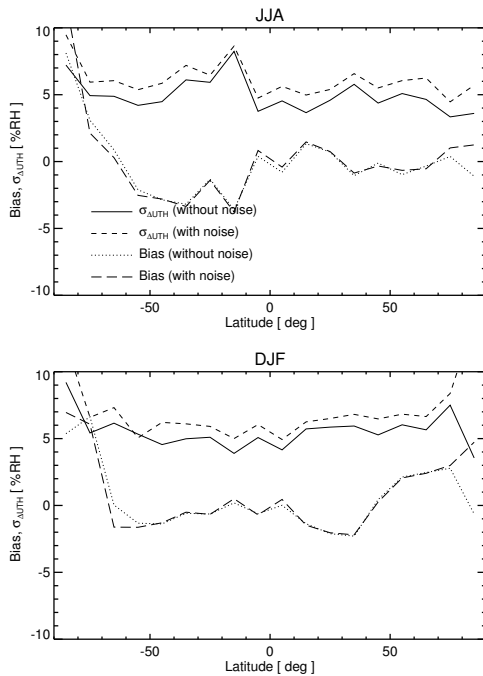 JJA
10
5
0
-5
-10
Bias, σΔUTH [ %RH]
σΔUTH (without noise)
σΔUTH (with noise)
Bias (without noise)
Bias (with noise)
-50
0
50
Latitude [ deg ]
DJF
10
5
0
-5
-10
Bias, σΔUTH [ %RH]
-50
0
50
Latitude [ deg ]